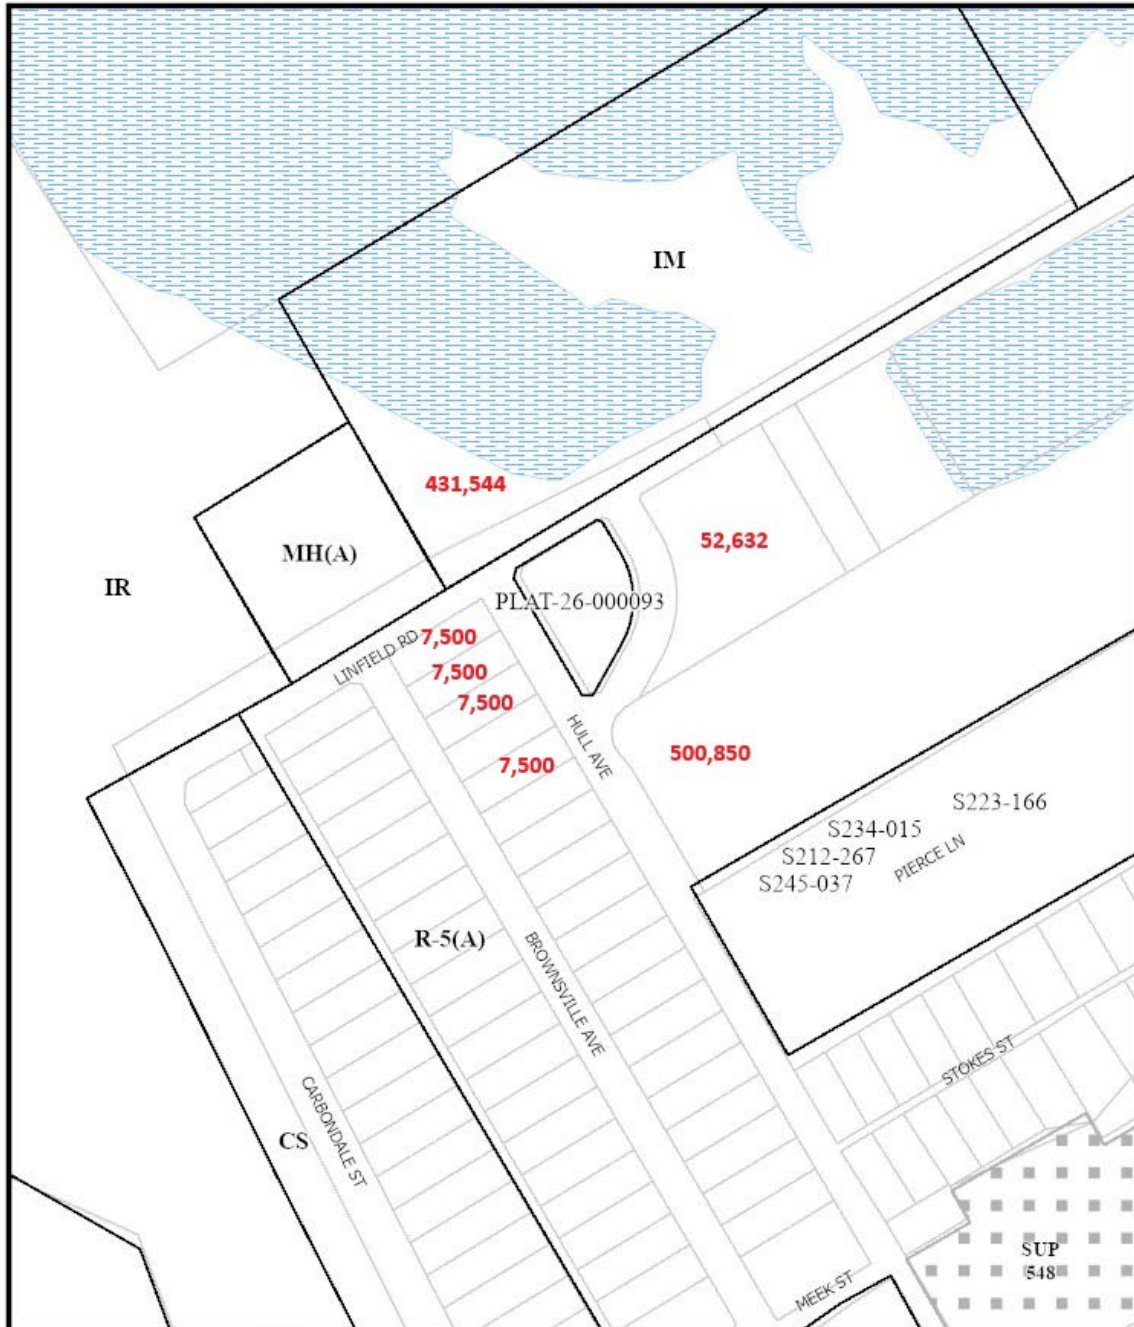 IM
431,544
52,632
MH(A)
IR
PLAT-26-000093
7,500
LINFIELD RD
7,500
7,500
HULL AVE
500,850
7,500
S223-166
S234-015
S212-267
PIERCE LN
S245-037
R-5(A)
BROWNSVILLE AVE
STOKES ST
CARBONDALE ST
CS
SUP
548
MEEK ST